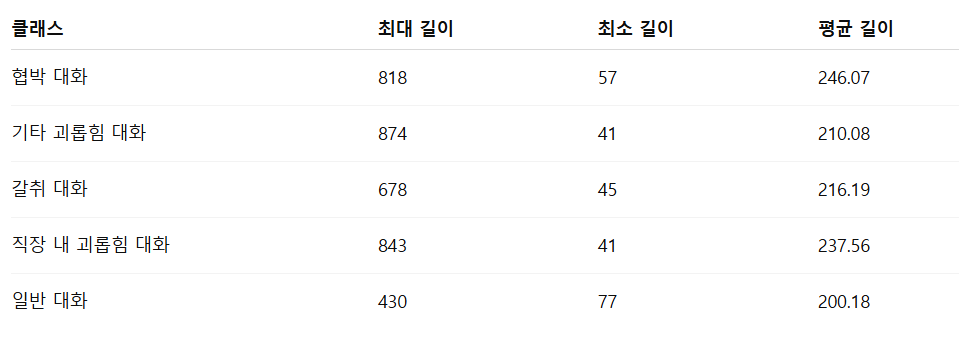 클래스 최대 길이 최소 길이 평균 길이
협박 대화 818 57 246.07
기타 괴롭힘 대화 874 41 210.08
갈취 대화 678 45 216.19
직장 내 괴롭힘 대화 843 41 237.56
일반 대화 430 77 200.18